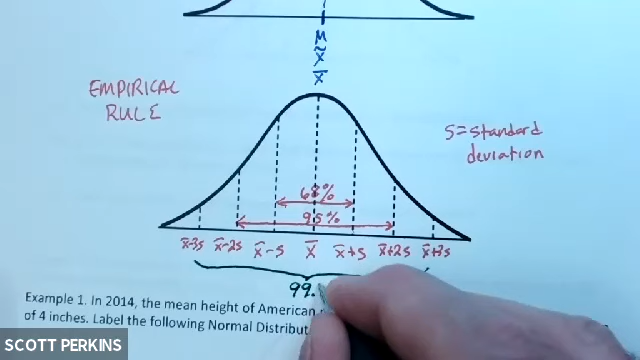 M
x̃
x̄
EMPIRICAL
RULE
S=standard
deviation
68%
95%
x̄-3s x̄-2s x̄-s x̄ x̄+s x̄+2s x̄+3s
99.
Example 1. In 2014, the mean height of American
of 4 inches. Label the following Normal Distribut
SCOTT PERKINS